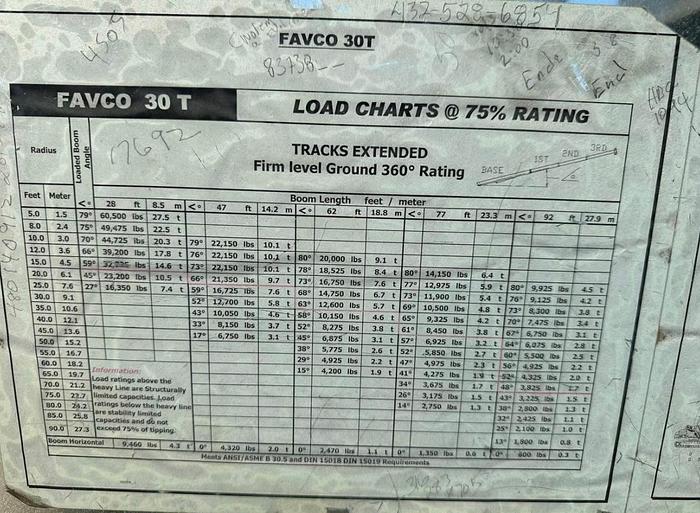 432-528-6854
4509
FAVCO 30T
83738--
2:00
Ende
End
58
FAVCO 30 T
LOAD CHARTS @ 75% RATING
17692
Radius
Loaded Boom Angle
TRACKS EXTENDED
Firm level Ground 360° Rating
BASE 1ST 2ND 3RD
Boom Length feet / meter
Feet Meter <° 28 ft 8.5 m <° 47 ft 14.2 m <° 62 ft 18.8 m <° 77 ft 23.3 m <° 92 ft 27.9 m
5.0 1.5 79° 60,500 lbs 27.5 t
8.0 2.4 75° 49,475 lbs 22.5 t
10.0 3.0 70° 44,725 lbs 20.3 t 79° 22,150 lbs 10.1 t
12.0 3.6 66° 39,200 lbs 17.8 t 76° 22,150 lbs 10.1 t 80° 20,000 lbs 9.1 t
15.0 4.5 59° lbs 14.6 t 73° 22,150 lbs 10.1 t 78° 18,525 lbs 8.4 t 80° 14,150 lbs 6.4 t
20.0 6.1 45° 23,200 lbs 10.5 t 66° 21,350 lbs 9.7 t 73° 16,750 lbs 7.6 t 77° 12,975 lbs 5.9 t 80° 9,925 lbs 4.5 t
25.0 7.6 27° 16,350 lbs 7.4 t 59° 16,725 lbs 7.6 t 68° 14,750 lbs 6.7 t 73° 11,900 lbs 5.4 t 76° 9,125 lbs 4.2 t
30.0 9.1 52° 12,700 lbs 5.8 t 63° 12,600 lbs 5.7 t 69° 10,500 lbs 4.8 t 73° 8,300 lbs 3.8 t
35.0 10.6 43° 10,050 lbs 4.6 t 58° 10,150 lbs 4.6 t 65° 9,325 lbs 4.2 t 70° 7,475 lbs 3.4 t
40.0 12.1 33° 8,150 lbs 3.7 t 52° 8,275 lbs 3.8 t 61° 8,450 lbs 3.8 t 67° 6,750 lbs 3.1 t
45.0 13.6 17° 6,750 lbs 3.1 t 45° 6,875 lbs 3.1 t 57° 6,925 lbs 3.2 t 64° 6,075 lbs 2.8 t
50.0 15.2 38° 5,775 lbs 2.6 t 52° 5,850 lbs 2.7 t 60° 5,500 lbs 2.5 t
55.0 16.7 29° 4,925 lbs 2.2 t 47° 4,975 lbs 2.3 t 56° 4,925 lbs 2.2 t
60.0 18.2 15° 4,200 lbs 1.9 t 41° 4,275 lbs 1.9 t 52° 4,325 lbs 2.0 t
65.0 19.7 34° 3,675 lbs 1.7 t 48° 3,825 lbs 1.7 t
70.0 21.2 26° 3,175 lbs 1.5 t 43° 3,225 lbs 1.5 t
75.0 22.7 14° 2,750 lbs 1.3 t 38° 2,800 lbs 1.3 t
80.0 24.2 32° 2,425 lbs 1.1 t
85.0 25.8 25° 2,100 lbs 1.0 t
90.0 27.3 13° 1,800 lbs 0.8 t
Information:
Load ratings above the
heavy Line are Structurally
limited capacities. Load
ratings below the heavy line
are stability limited
capacities and do not
exceed 75% of tipping
Boom Horizontal 9,460 lbs 4.3 t 0° 4,320 lbs 2.0 t 0° 2,470 lbs 1.1 t 0° 1,350 lbs 0.6 t 0° 600 lbs 0.3 t
Meets ANSI/ASME B 30.5 and DIN 15018 DIN 15019 Requirements